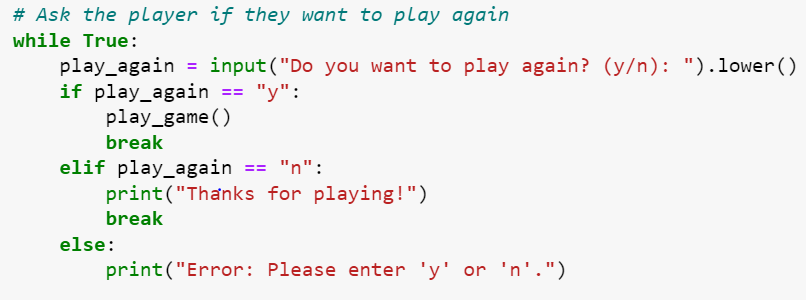 # Ask the player if they want to play again
while True:
    play_again = input("Do you want to play again? (y/n): ").lower()
    if play_again == "y":
        play_game()
        break
    elif play_again == "n":
        print("Thanks for playing!")
        break
    else:
        print("Error: Please enter 'y' or 'n'.")